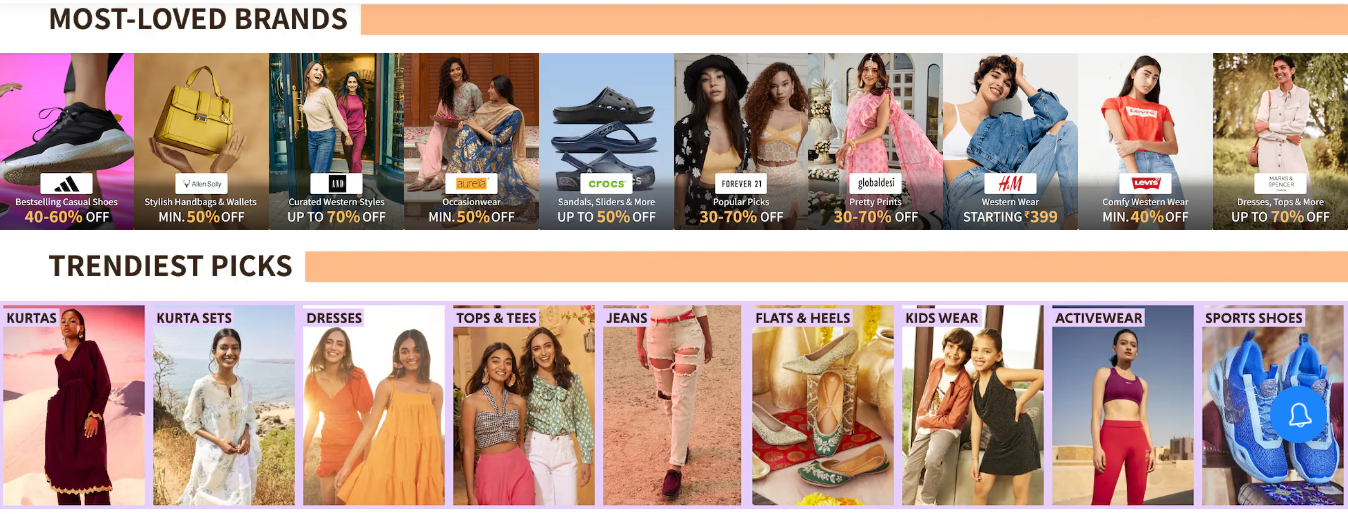 MOST-LOVED BRANDS
Bestselling Casual Shoes
40-60% OFF
Allen Solly
Stylish Handbags & Wallets
MIN. 50% OFF
AND
Curated Western Styles
UP TO 70% OFF
aurelia
Occasionwear
MIN. 50% OFF
crocs
Sandals, Sliders & More
UP TO 50% OFF
FOREVER 21
Popular Picks
30-70% OFF
globaldesi
Pretty Prints
30-70% OFF
H&M
Western Wear
STARTING ₹399
Levi's
LEVI'S
Comfy Western Wear
MIN. 40% OFF
MARKS &
SPENCER
LONDON
Dresses, Tops & More
UP TO 70% OFF
TRENDIEST PICKS
KURTAS
KURTA SETS
DRESSES
TOPS & TEES
JEANS
FLATS & HEELS
KIDS WEAR
ACTIVEWEAR
SPORTS SHOES